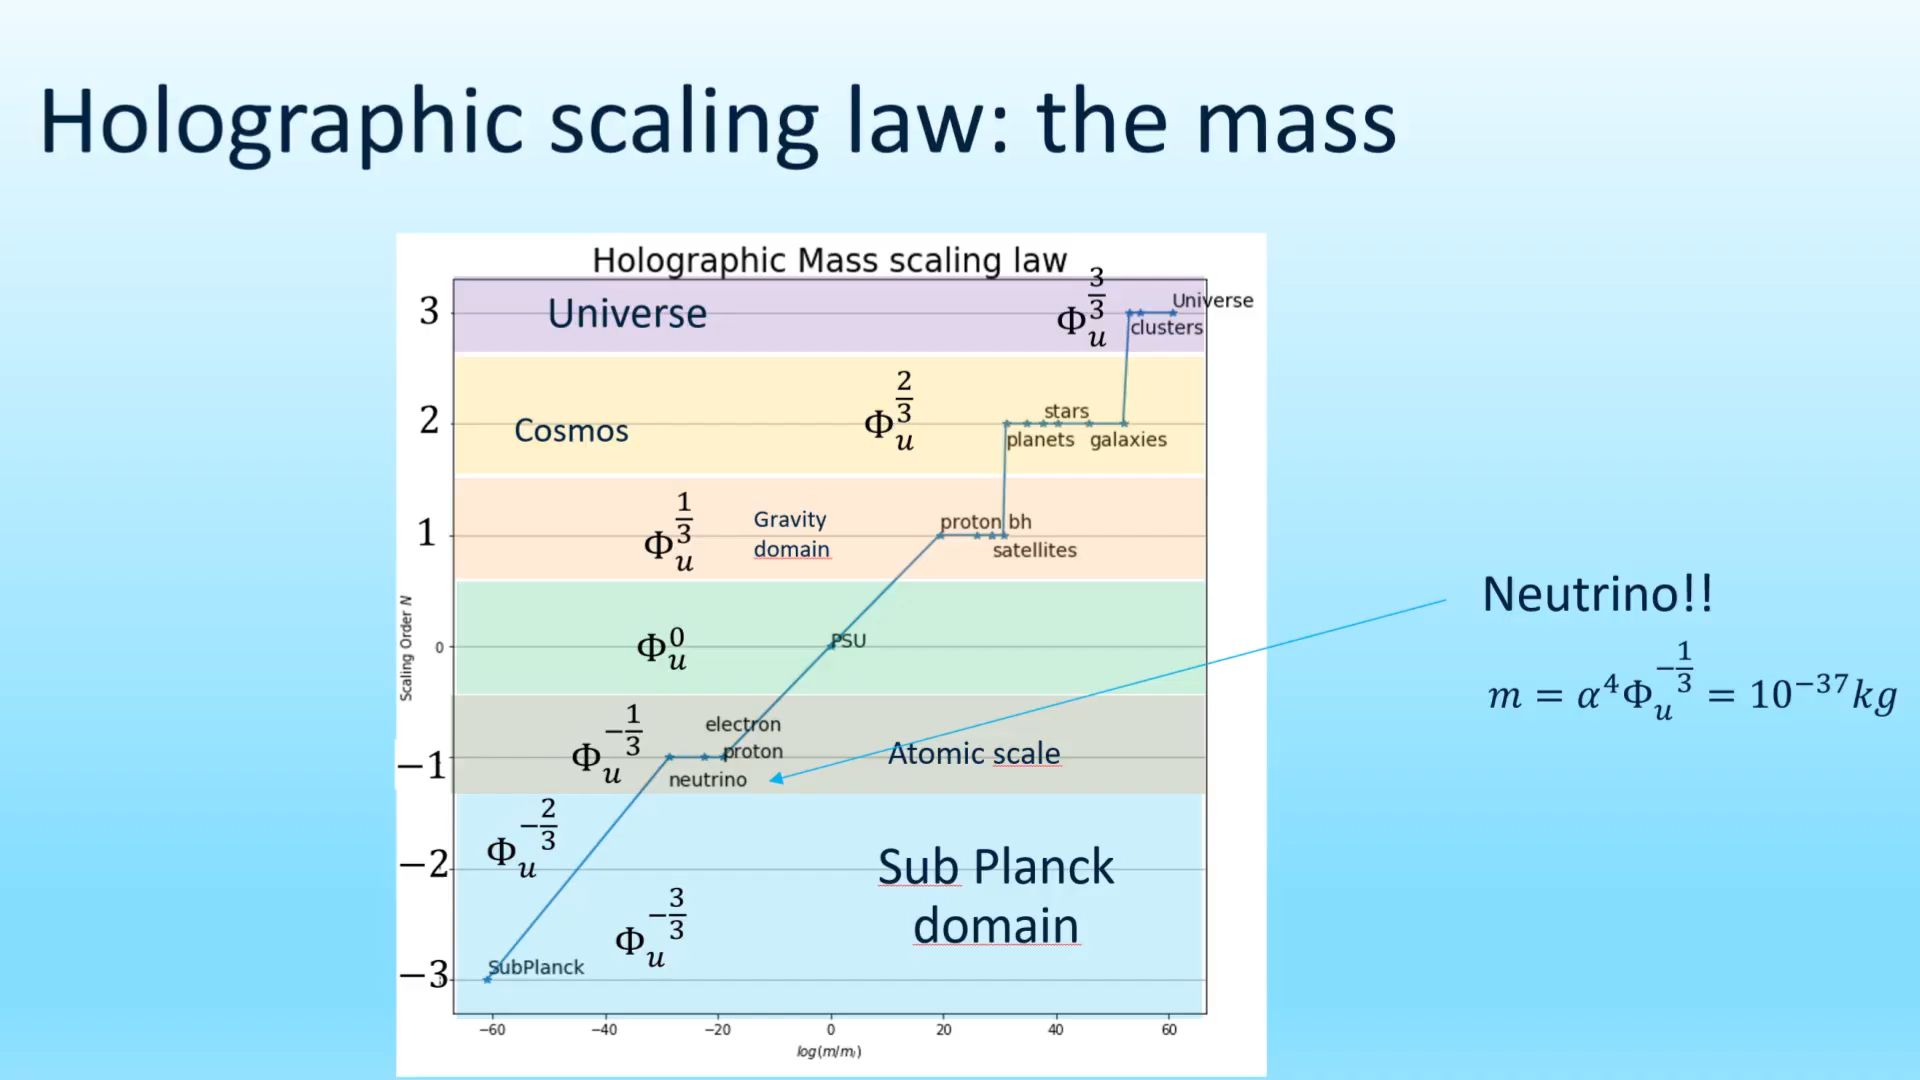 Holographic scaling law: the mass
Holographic Mass scaling law
3
Universe
Φ_u^{3/3}
Universe
clusters
2
Cosmos
Φ_u^{2/3}
stars
planets
galaxies
1
Φ_u^{1/3}
Gravity
domain
proton bh
satellites
Neutrino!!
m = α^4 Φ_u^{-1/3} = 10^{-37} kg
Scaling Order N
0
Φ_u^0
PSU
−1
Φ_u^{-1/3}
electron
proton
neutrino
Atomic scale
−2
Φ_u^{-2/3}
Sub Planck
domain
Φ_u^{-3/3}
−3
SubPlanck
−60 −40 −20 0 20 40 60